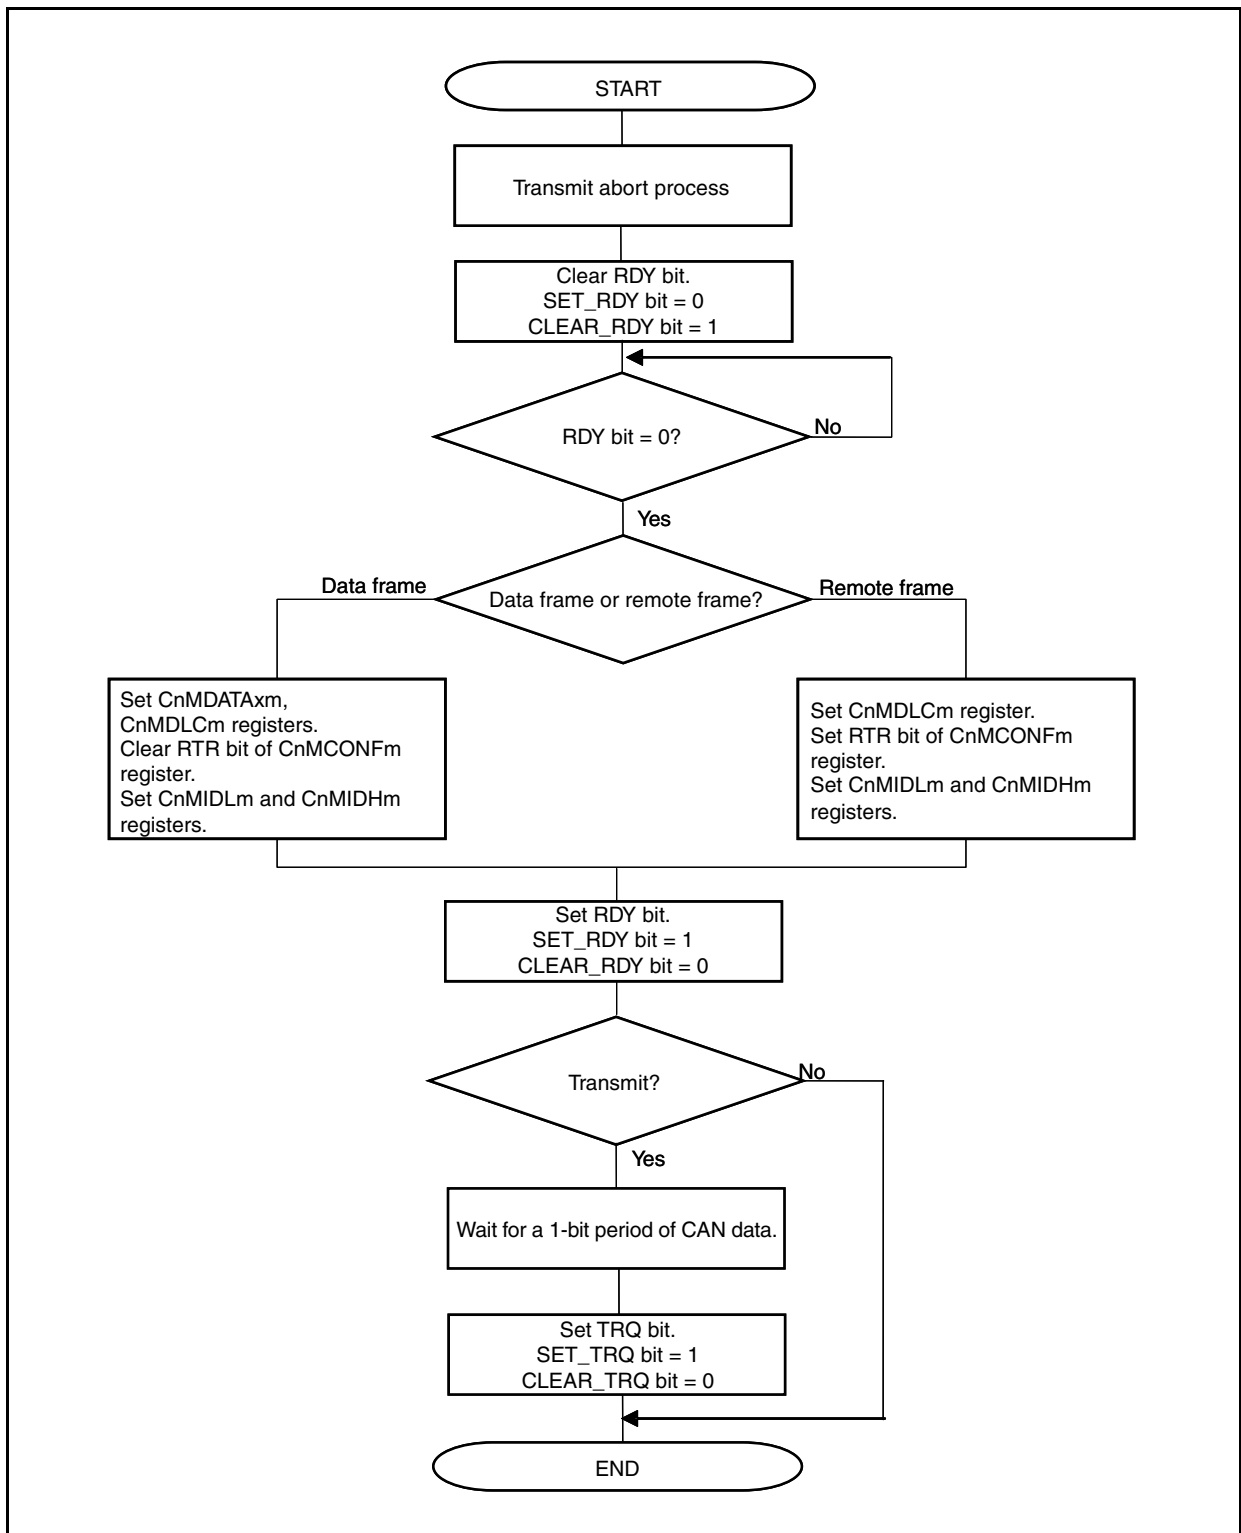 START
Transmit abort process
Clear RDY bit.
SET_RDY bit = 0
CLEAR_RDY bit = 1
RDY bit = 0?
No
Yes
Data frame
Data frame or remote frame?
Remote frame
Set CnMDATAxm,
CnMDLCm registers.
Clear RTR bit of CnMCONFm
register.
Set CnMIDLm and CnMIDHm
registers.
Set CnMDLCm register.
Set RTR bit of CnMCONFm
register.
Set CnMIDLm and CnMIDHm
registers.
Set RDY bit.
SET_RDY bit = 1
CLEAR_RDY bit = 0
Transmit?
No
Yes
Wait for a 1-bit period of CAN data.
Set TRQ bit.
SET_TRQ bit = 1
CLEAR_TRQ bit = 0
END